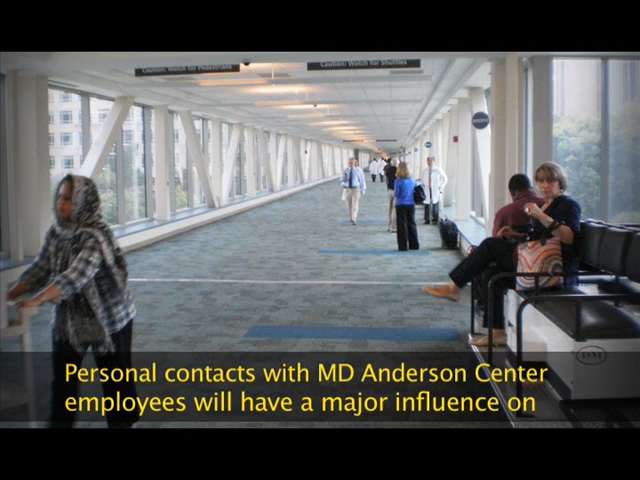 Caution: Watch for Pedestrians
Caution: Watch for Shuttles
DM
Personal contacts with MD Anderson Center
employees will have a major influence on